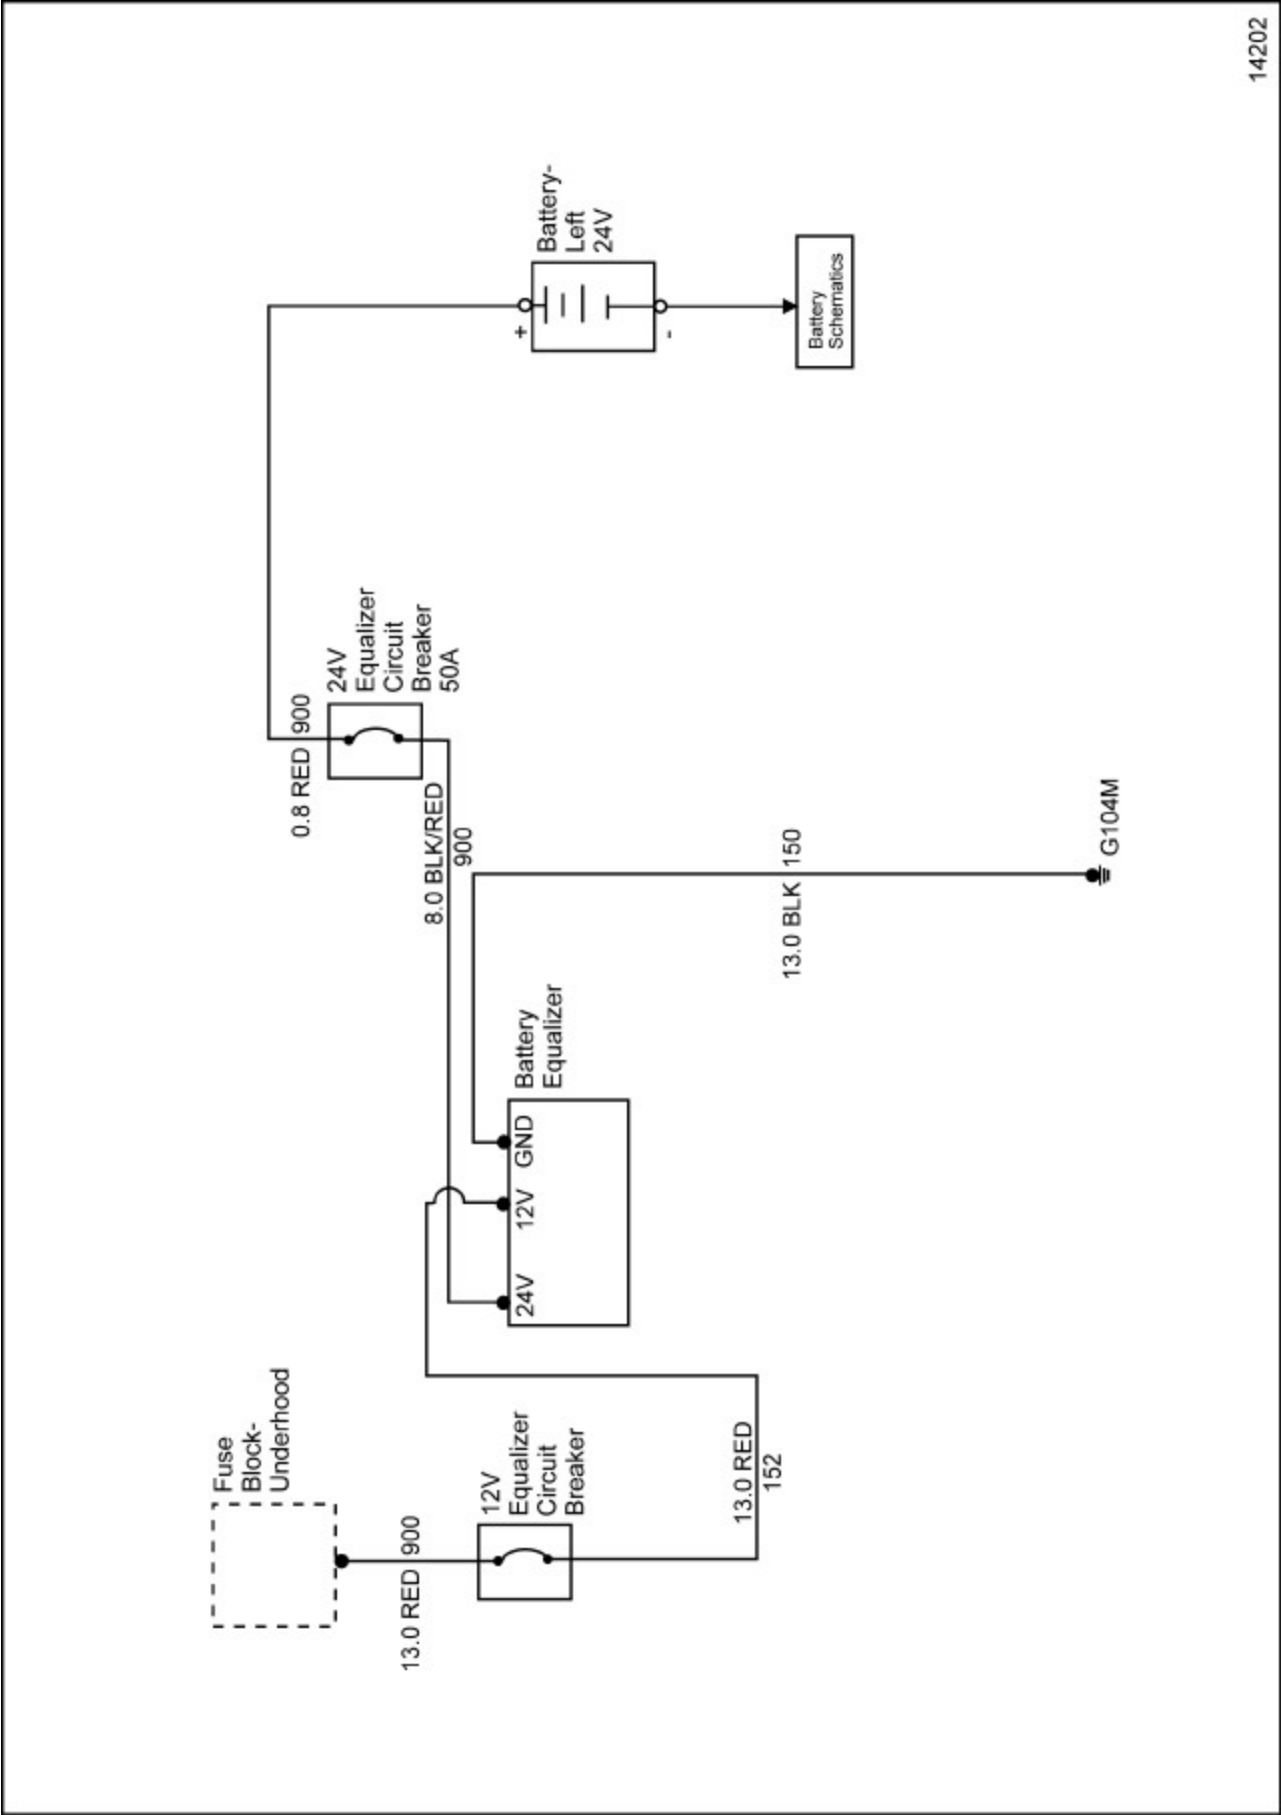 Fuse
Block-
Underhood
13.0 RED 900
12V
Equalizer
Circuit
Breaker
13.0 RED
152
24V 12V GND
Battery
Equalizer
0.8 RED 900
24V
Equalizer
Circuit
Breaker
50A
8.0 BLK/RED
900
13.0 BLK 150
G104M
+
-
Battery-
Left
24V
Battery
Schematics
14202